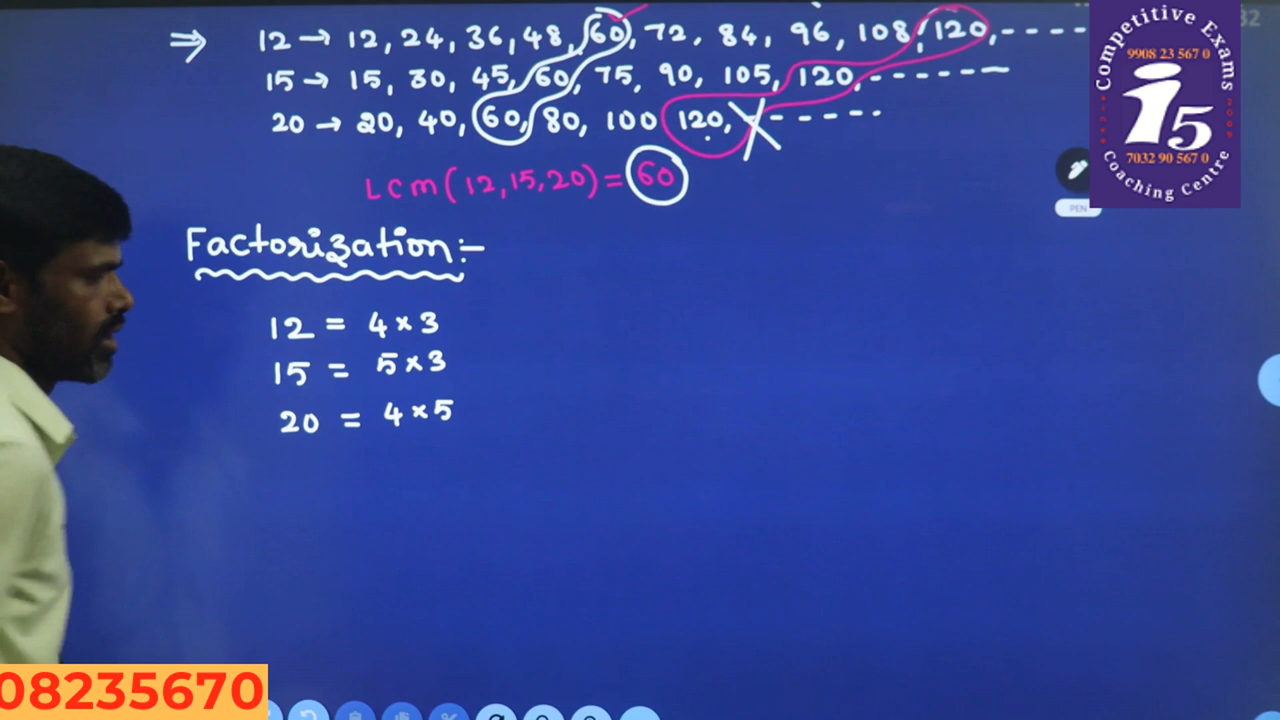 ⇒ 12 → 12, 24, 36, 48, 60, 72, 84, 96, 108, 120, ----
15 → 15, 30, 45, 60, 75, 90, 105, 120, ------
20 → 20, 40, 60, 80, 100 120, ------
Lcm (12, 15, 20) = 60
Factorization :-
12 = 4 × 3
15 = 5 × 3
20 = 4 × 5
Competitive Exams
9908 23 567 0
i5
since 2009
7032 90 567 0
Coaching Centre
PEN
32
08235670